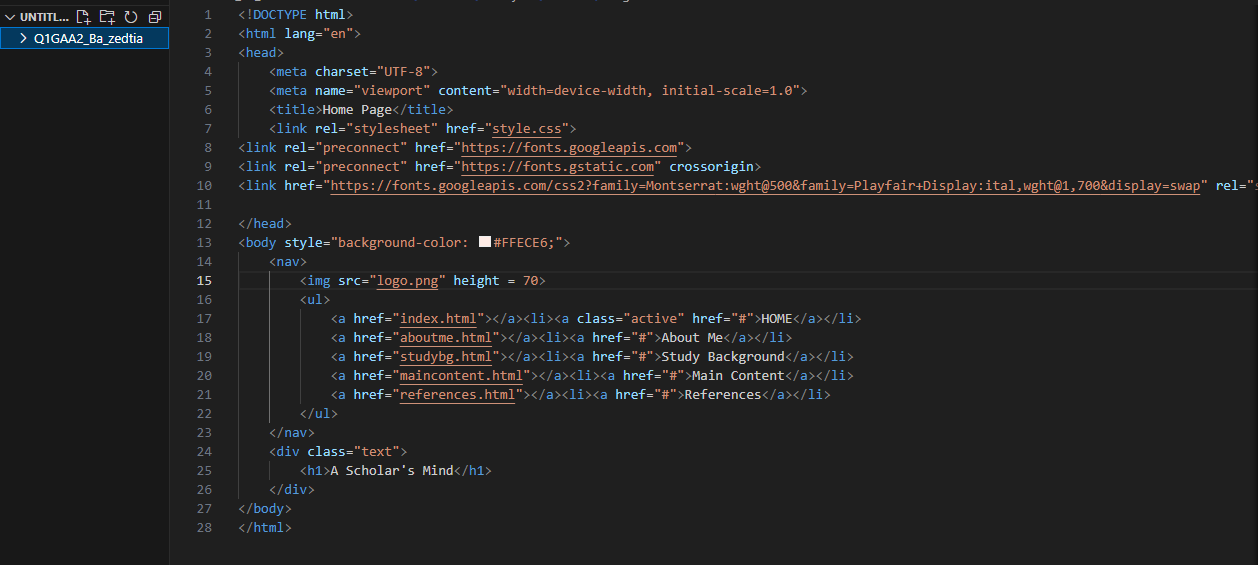 UNTITL...
Q1GAA2_Ba_zedtia
1 <!DOCTYPE html>
2 <html lang="en">
3 <head>
4 <meta charset="UTF-8">
5 <meta name="viewport" content="width=device-width, initial-scale=1.0">
6 <title>Home Page</title>
7 <link rel="stylesheet" href="style.css">
8 <link rel="preconnect" href="https://fonts.googleapis.com">
9 <link rel="preconnect" href="https://fonts.gstatic.com" crossorigin>
10 <link href="https://fonts.googleapis.com/css2?family=Montserrat:wght@500&family=Playfair+Display:ital,wght@1,700&display=swap" rel="
11
12 </head>
13 <body style="background-color: #FFECE6;">
14 <nav>
15 <img src="logo.png" height = 70>
16 <ul>
17 <a href="index.html"></a><li><a class="active" href="#">HOME</a></li>
18 <a href="aboutme.html"></a><li><a href="#">About Me</a></li>
19 <a href="studybg.html"></a><li><a href="#">Study Background</a></li>
20 <a href="maincontent.html"></a><li><a href="#">Main Content</a></li>
21 <a href="references.html"></a><li><a href="#">References</a></li>
22 </ul>
23 </nav>
24 <div class="text">
25 <h1>A Scholar's Mind</h1>
26 </div>
27 </body>
28 </html>